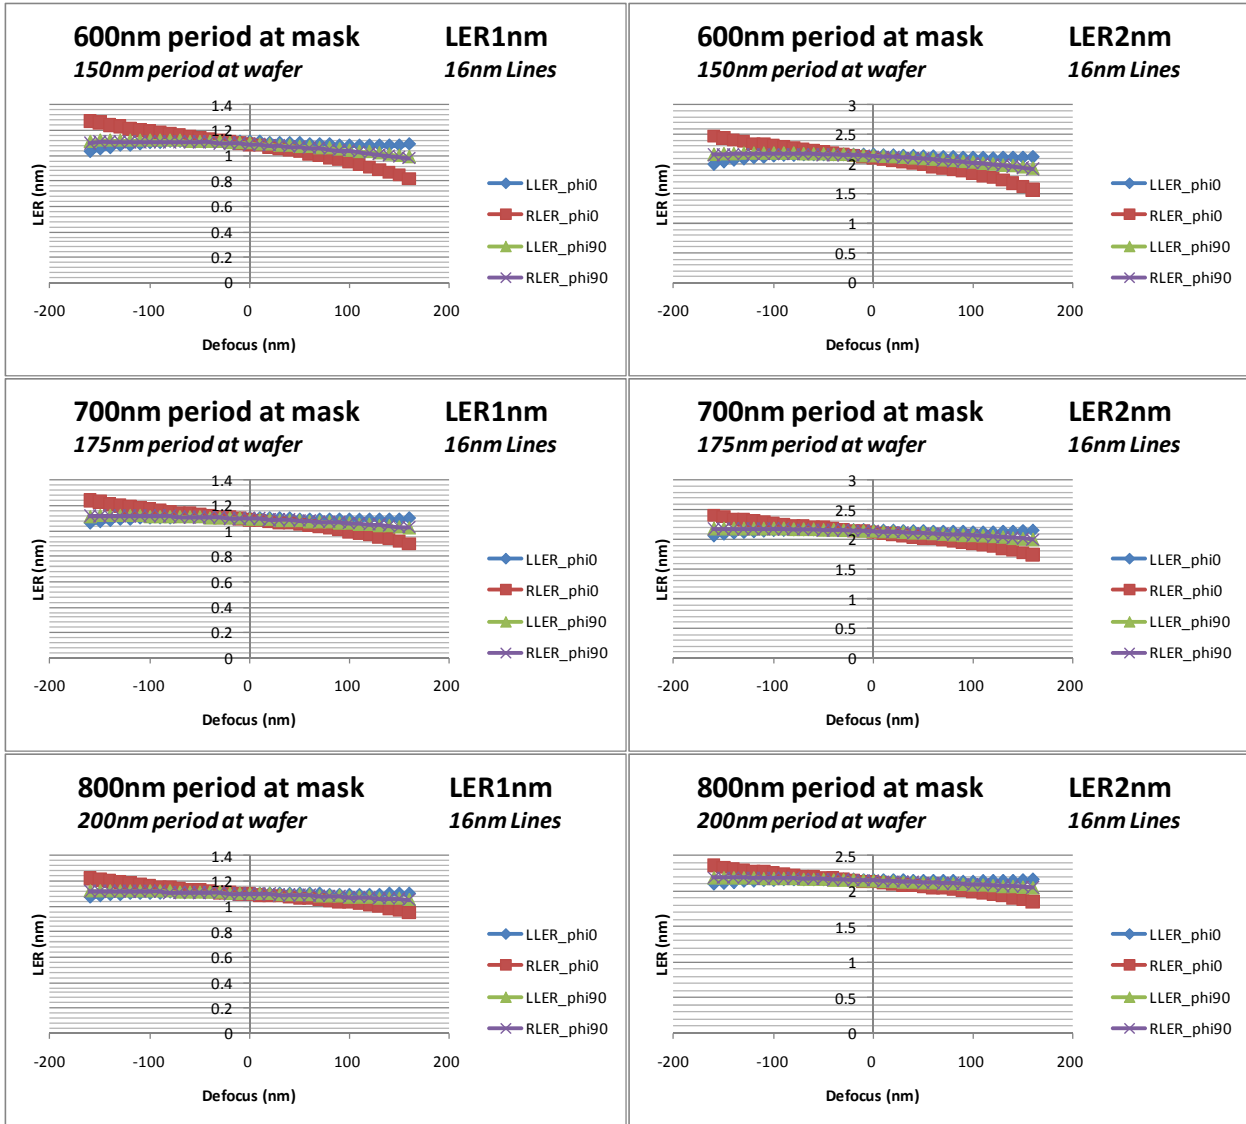 600nm period at mask LER1nm
150nm period at wafer 16nm Lines
1.4
1.2
1
0.8
0.6
0.4
0.2
0
-200 -100 0 100 200
LER (nm)
Defocus (nm)
LLER_phi0
RLER_phi0
LLER_phi90
RLER_phi90
600nm period at mask LER2nm
150nm period at wafer 16nm Lines
3
2.5
2
1.5
1
0.5
0
-200 -100 0 100 200
LER (nm)
Defocus (nm)
LLER_phi0
RLER_phi0
LLER_phi90
RLER_phi90
700nm period at mask LER1nm
175nm period at wafer 16nm Lines
1.4
1.2
1
0.8
0.6
0.4
0.2
0
-200 -100 0 100 200
LER (nm)
Defocus (nm)
LLER_phi0
RLER_phi0
LLER_phi90
RLER_phi90
700nm period at mask LER2nm
175nm period at wafer 16nm Lines
3
2.5
2
1.5
1
0.5
0
-200 -100 0 100 200
LER (nm)
Defocus (nm)
LLER_phi0
RLER_phi0
LLER_phi90
RLER_phi90
800nm period at mask LER1nm
200nm period at wafer 16nm Lines
1.4
1.2
1
0.8
0.6
0.4
0.2
0
-200 -100 0 100 200
LER (nm)
Defocus (nm)
LLER_phi0
RLER_phi0
LLER_phi90
RLER_phi90
800nm period at mask LER2nm
200nm period at wafer 16nm Lines
2.5
2
1.5
1
0.5
0
-200 -100 0 100 200
LER (nm)
Defocus (nm)
LLER_phi0
RLER_phi0
LLER_phi90
RLER_phi90